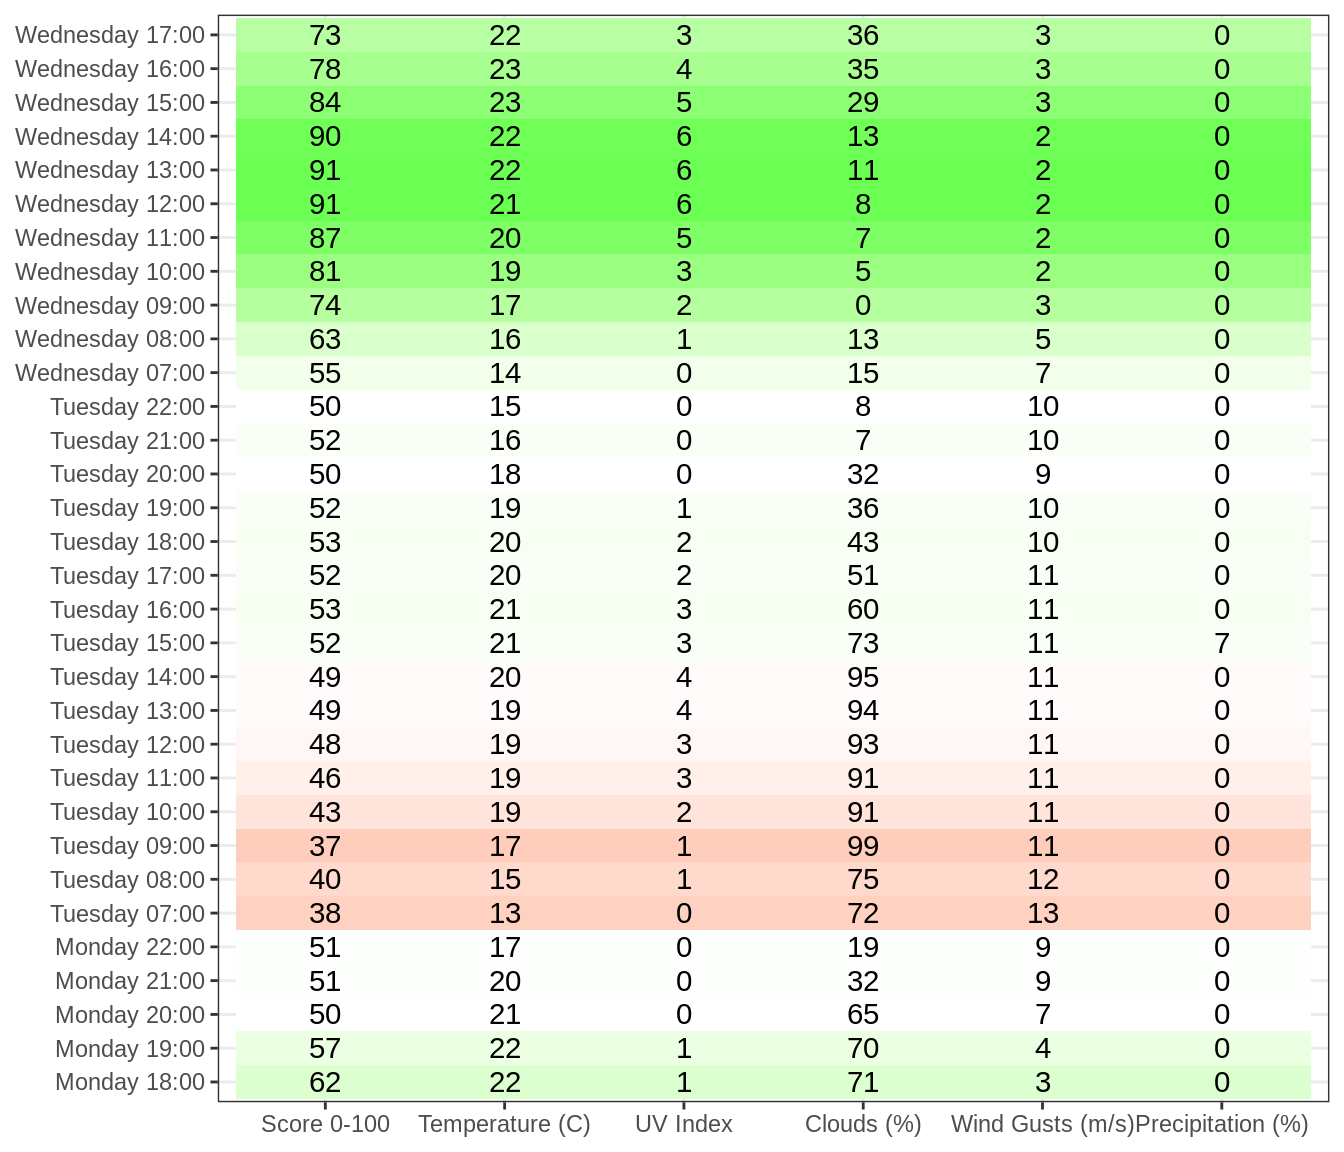 Wednesday 17:00 73 22 3 36 3 0
Wednesday 16:00 78 23 4 35 3 0
Wednesday 15:00 84 23 5 29 3 0
Wednesday 14:00 90 22 6 13 2 0
Wednesday 13:00 91 22 6 11 2 0
Wednesday 12:00 91 21 6 8 2 0
Wednesday 11:00 87 20 5 7 2 0
Wednesday 10:00 81 19 3 5 2 0
Wednesday 09:00 74 17 2 0 3 0
Wednesday 08:00 63 16 1 13 5 0
Wednesday 07:00 55 14 0 15 7 0
Tuesday 22:00 50 15 0 8 10 0
Tuesday 21:00 52 16 0 7 10 0
Tuesday 20:00 50 18 0 32 9 0
Tuesday 19:00 52 19 1 36 10 0
Tuesday 18:00 53 20 2 43 10 0
Tuesday 17:00 52 20 2 51 11 0
Tuesday 16:00 53 21 3 60 11 0
Tuesday 15:00 52 21 3 73 11 7
Tuesday 14:00 49 20 4 95 11 0
Tuesday 13:00 49 19 4 94 11 0
Tuesday 12:00 48 19 3 93 11 0
Tuesday 11:00 46 19 3 91 11 0
Tuesday 10:00 43 19 2 91 11 0
Tuesday 09:00 37 17 1 99 11 0
Tuesday 08:00 40 15 1 75 12 0
Tuesday 07:00 38 13 0 72 13 0
Monday 22:00 51 17 0 19 9 0
Monday 21:00 51 20 0 32 9 0
Monday 20:00 50 21 0 65 7 0
Monday 19:00 57 22 1 70 4 0
Monday 18:00 62 22 1 71 3 0
Score 0-100 Temperature (C) UV Index Clouds (%) Wind Gusts (m/s) Precipitation (%)